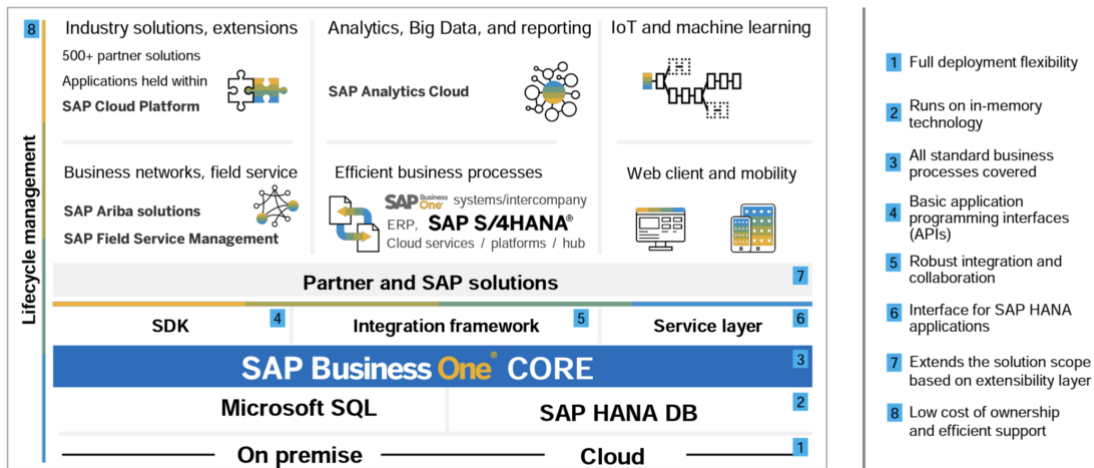 8
Lifecycle management
Industry solutions, extensions
500+ partner solutions
Applications held within
SAP Cloud Platform
Analytics, Big Data, and reporting
SAP Analytics Cloud
IoT and machine learning
Business networks, field service
SAP Ariba solutions
SAP Field Service Management
Efficient business processes
SAP Business One® systems/intercompany
ERP, SAP S/4HANA®
Cloud services / platforms / hub
Web client and mobility
Partner and SAP solutions 7
SDK 4
Integration framework 5
Service layer 6
SAP Business One® CORE 3
Microsoft SQL
SAP HANA DB 2
On premise
Cloud 1
1 Full deployment flexibility
2 Runs on in-memory
technology
3 All standard business
processes covered
4 Basic application
programming interfaces
(APIs)
5 Robust integration and
collaboration
6 Interface for SAP HANA
applications
7 Extends the solution scope
based on extensibility layer
8 Low cost of ownership
and efficient support